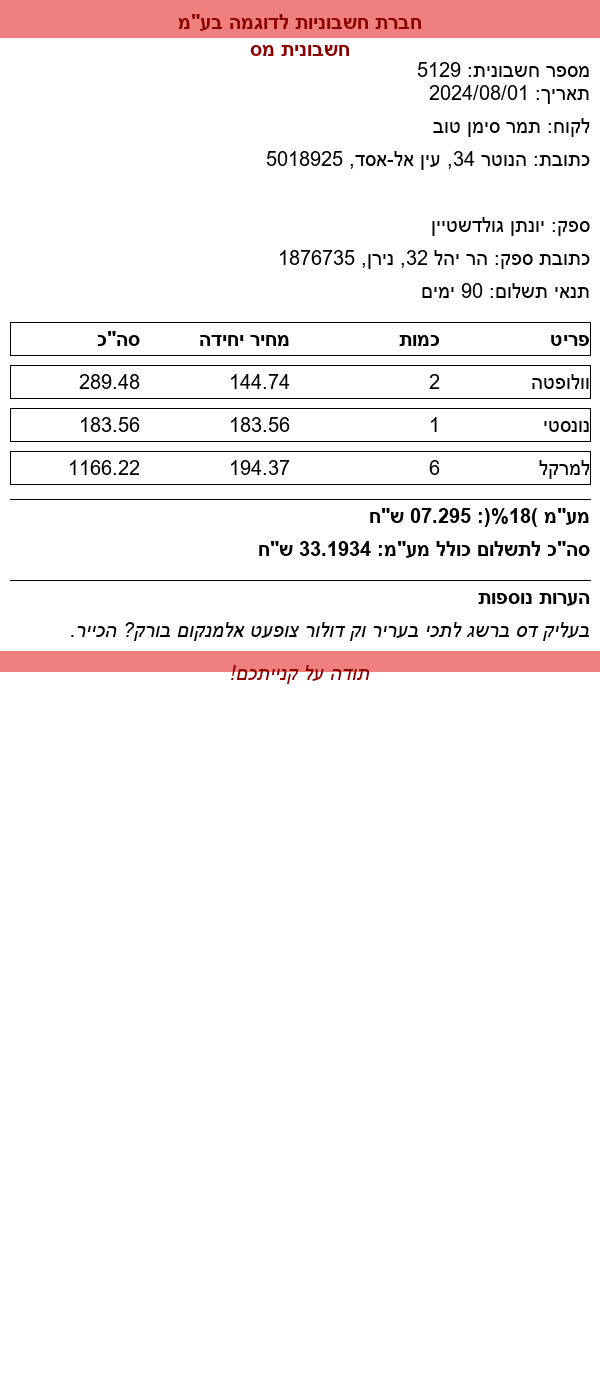 חברת חשבוניות לדוגמה בע"מ
חשבונית מס
מספר חשבונית: 5129
תאריך: 2024/08/01
לקוח: תמר סימן טוב
כתובת: הנוטר 34, עין אל-אסד, 5018925
ספק: יונתן גולדשטיין
כתובת ספק: הר יהל 32, נירן, 1876735
תנאי תשלום: 90 ימים
פריט כמות מחיר יחידה סה"כ
וולופטה 2 144.74 289.48
נונסטי 1 183.56 183.56
למרקל 6 194.37 1166.22
מע"מ )18%(: 07.295 ש"ח
סה"כ לתשלום כולל מע"מ: 33.1934 ש"ח
הערות נוספות
בעליק דס ברשג לתכי בעריר וק דולור צופעט אלמנקום בורק? הכייר.
תודה על קנייתכם!